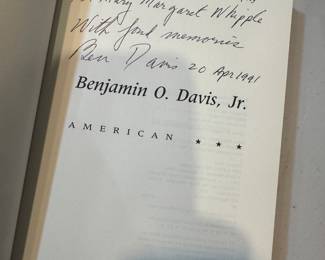 Mary Margaret Whipple
With fond memories
Ben Davis 20 Apr 1991
Benjamin O. Davis, Jr.
AMERICAN ★ ★ ★